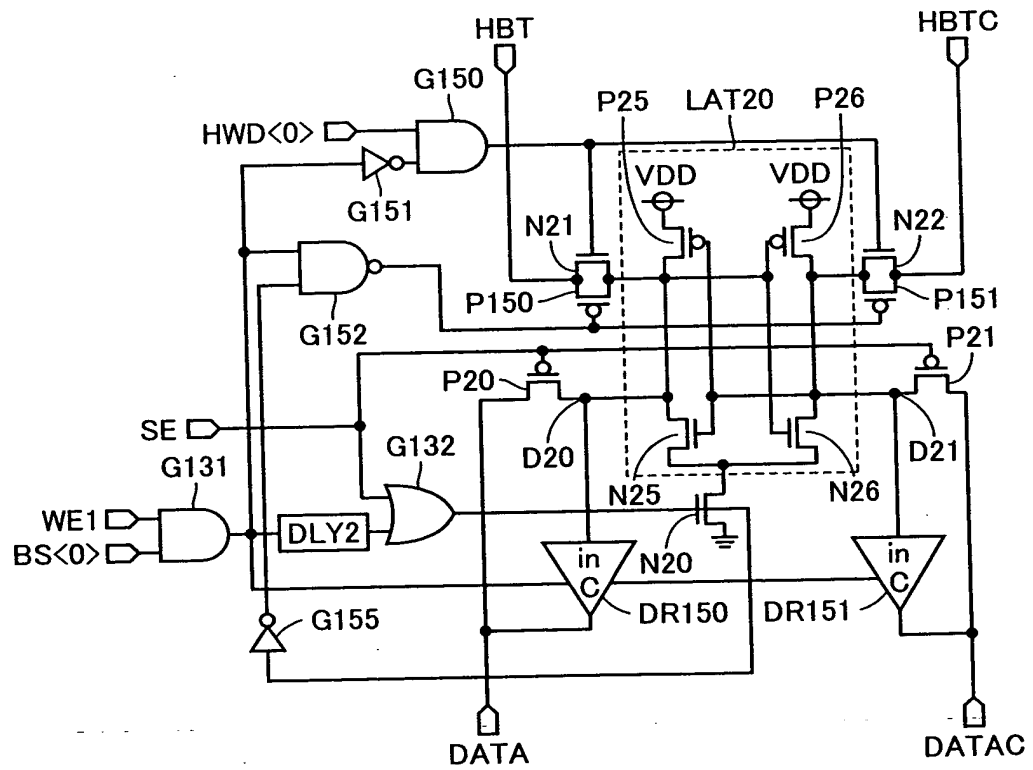 HBT
HBTC
G150
P25
LAT20
P26
HWD<0>
VDD
VDD
G151
N21
N22
P150
P151
G152
P21
P20
SE
G132
D20
D21
G131
N25
N26
WE1
DLY2
BS<0>
N20
in
C
in
C
G155
DR150
DR151
DATA
DATAC